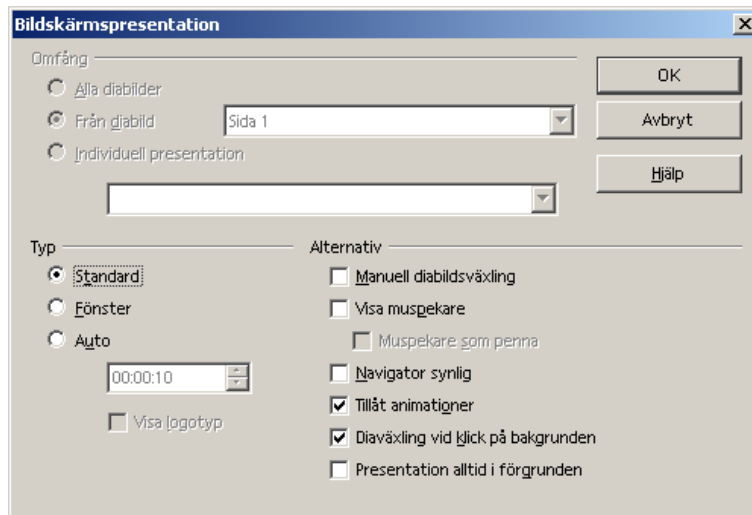 Bildskärmspresentation
Omfång
Alla diabilder
Från diabild
Sida 1
Individuell presentation
OK
Avbryt
Hjälp
Typ
Standard
Fönster
Auto
00:00:10
Visa logotyp
Alternativ
Manuell diabildsväxling
Visa muspekare
Muspekare som penna
Navigator synlig
Tillåt animationer
Diaväxling vid klick på bakgrunden
Presentation alltid i förgrunden